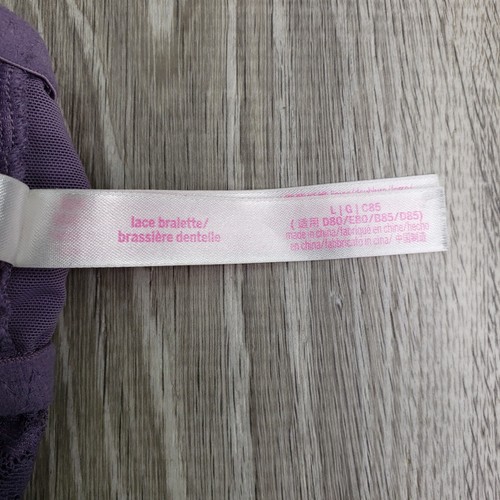 lace bralette/
brassière dentelle
L | G | C85
( 适用 D80/E80/B85/D85)
made in china/fabriqué en chine/hecho
en china/fabbricato in cina/ 中国制造